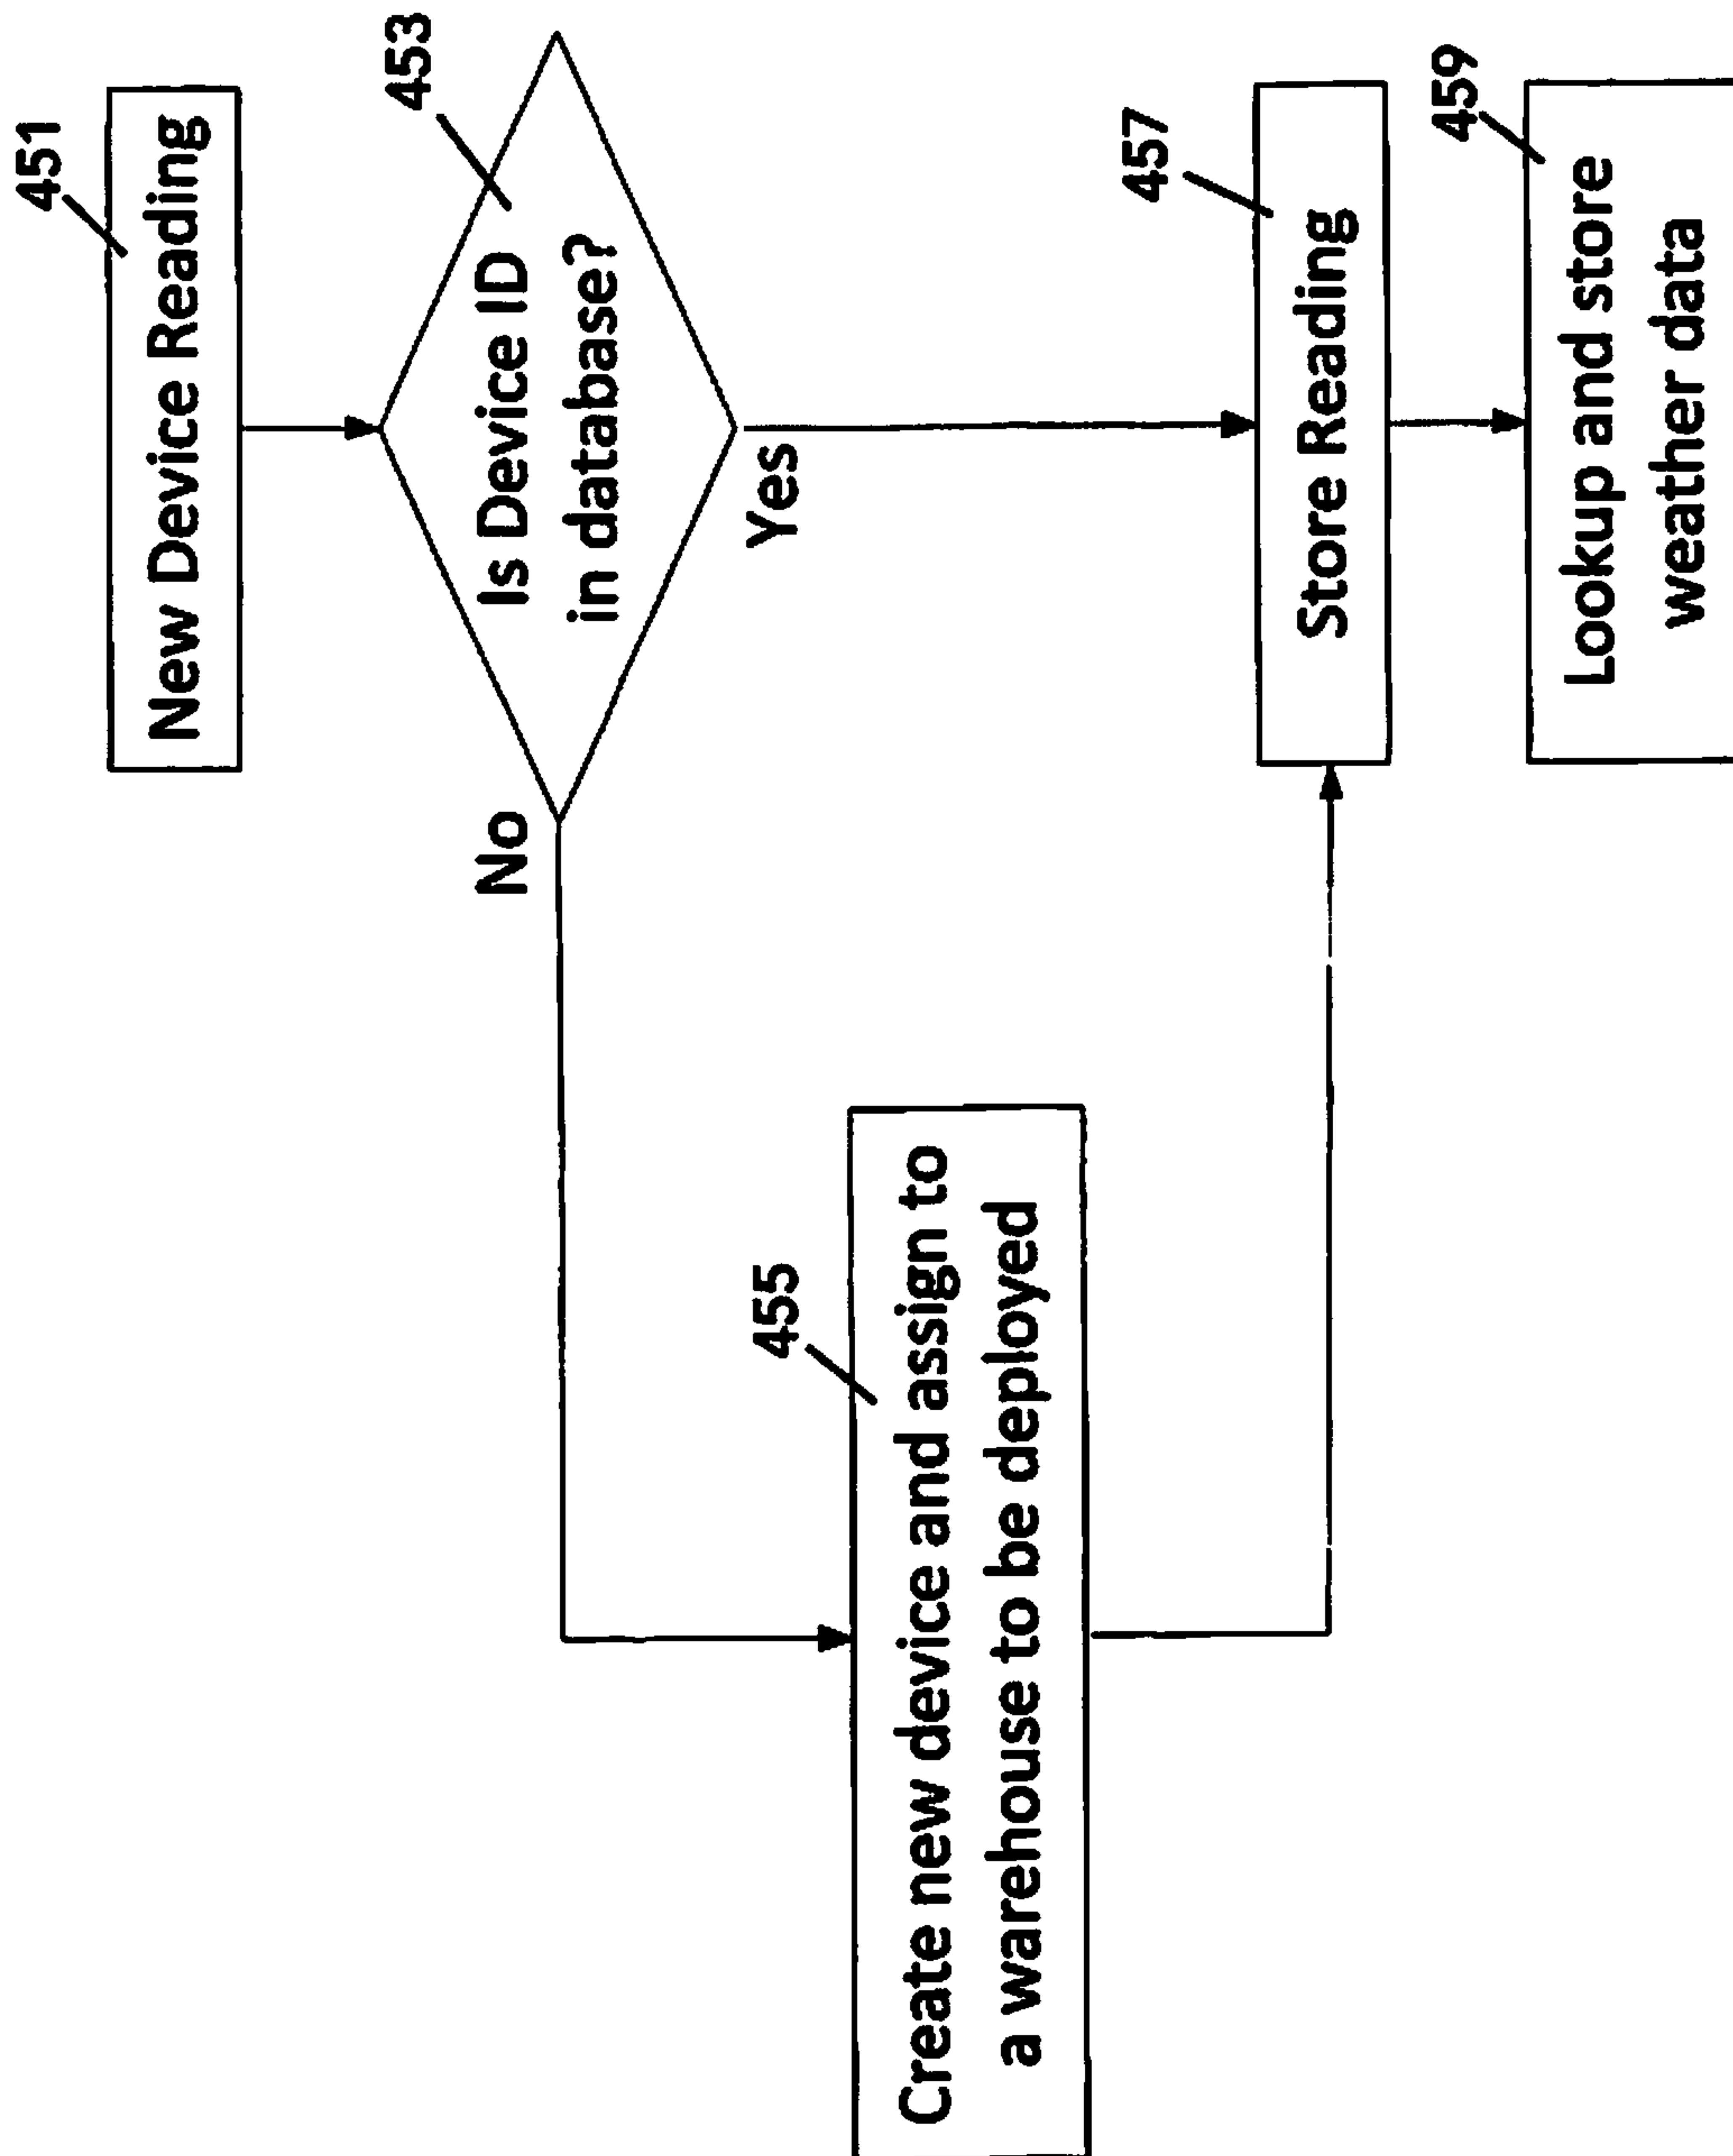 451
New Device Reading
453
Is Device ID
in database?
No
Yes
455
Create new device and assign to
a warehouse to be deployed
457
Store Reading
459
Lookup and store
weather data